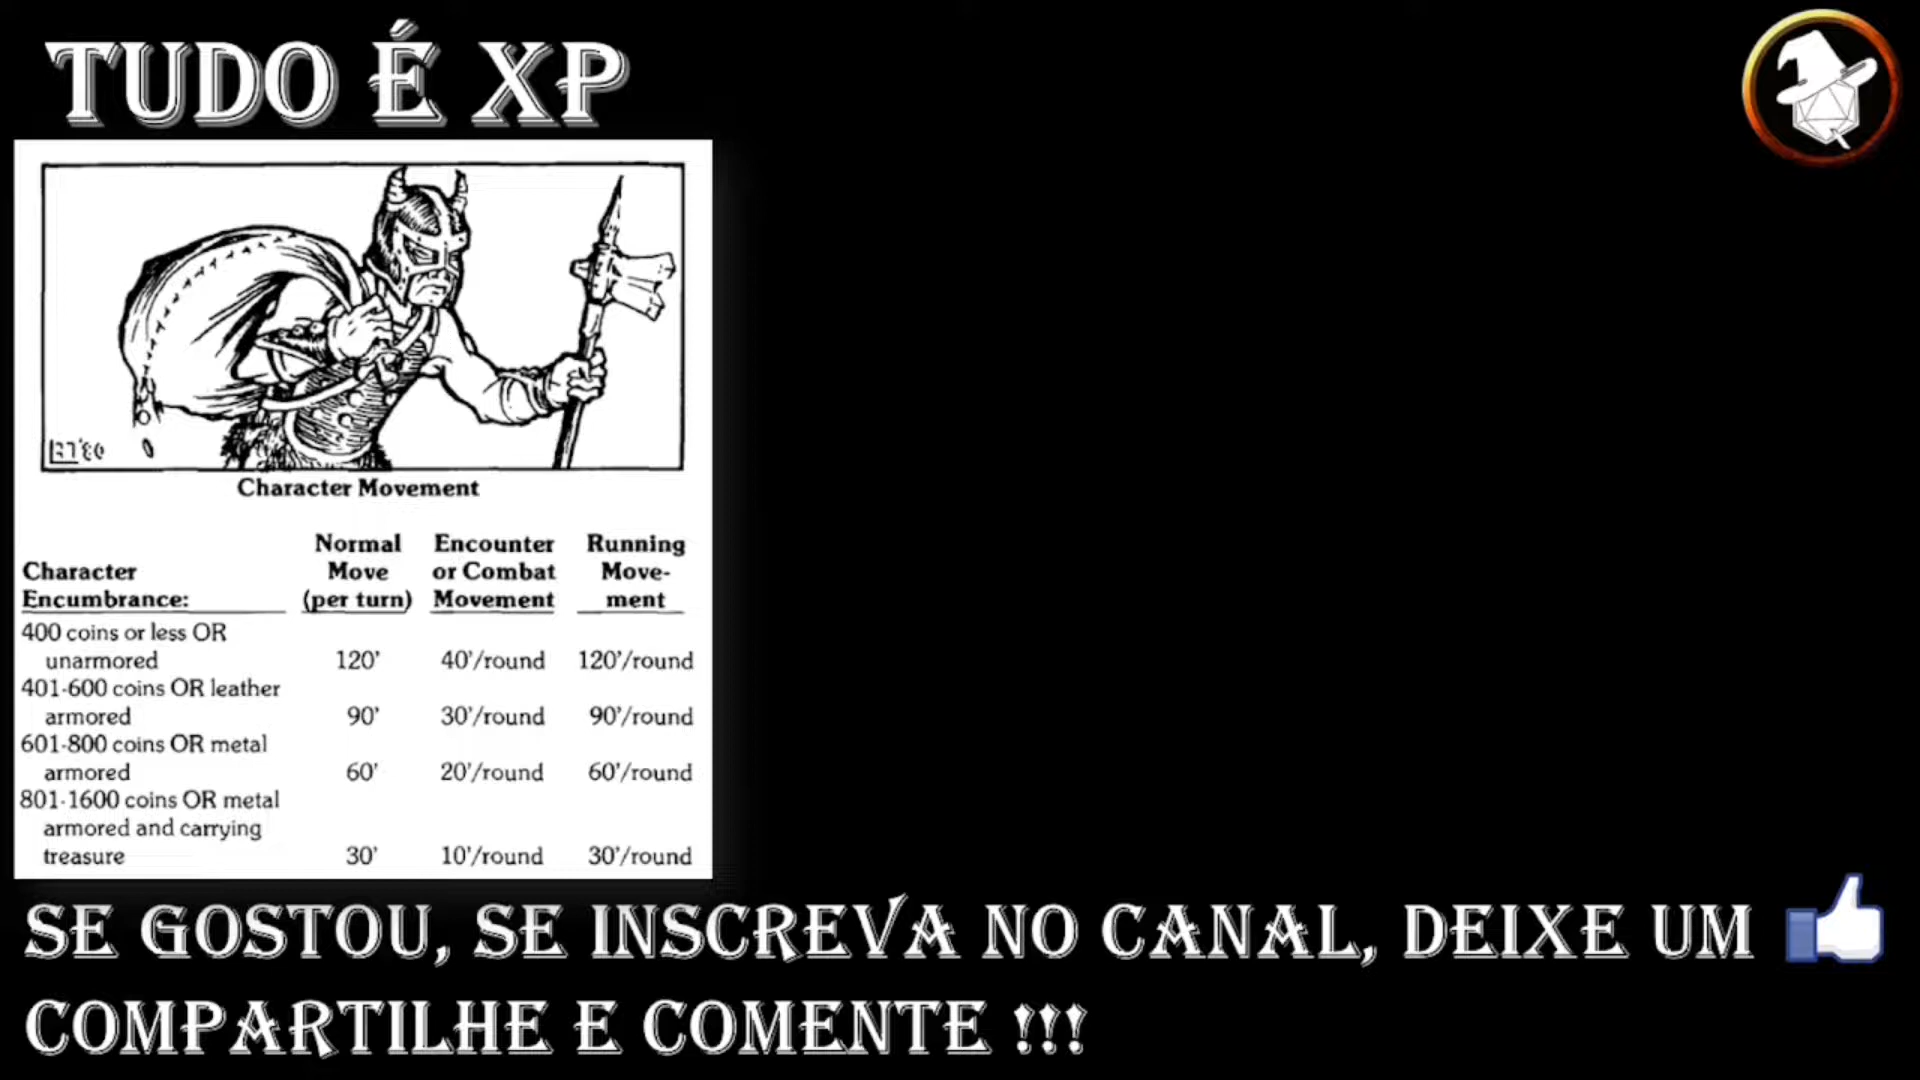 TUDO É XP
Character Movement
Character Encumbrance: Normal Move (per turn) Encounter or Combat Movement Running Move-ment
400 coins or less OR
unarmored 120' 40'/round 120'/round
401-600 coins OR leather
armored 90' 30'/round 90'/round
601-800 coins OR metal
armored 60' 20'/round 60'/round
801-1600 coins OR metal
armored and carrying
treasure 30' 10'/round 30'/round
SE GOSTOU, SE INSCREVA NO CANAL, DEIXE UM
COMPARTILHE E COMENTE !!!